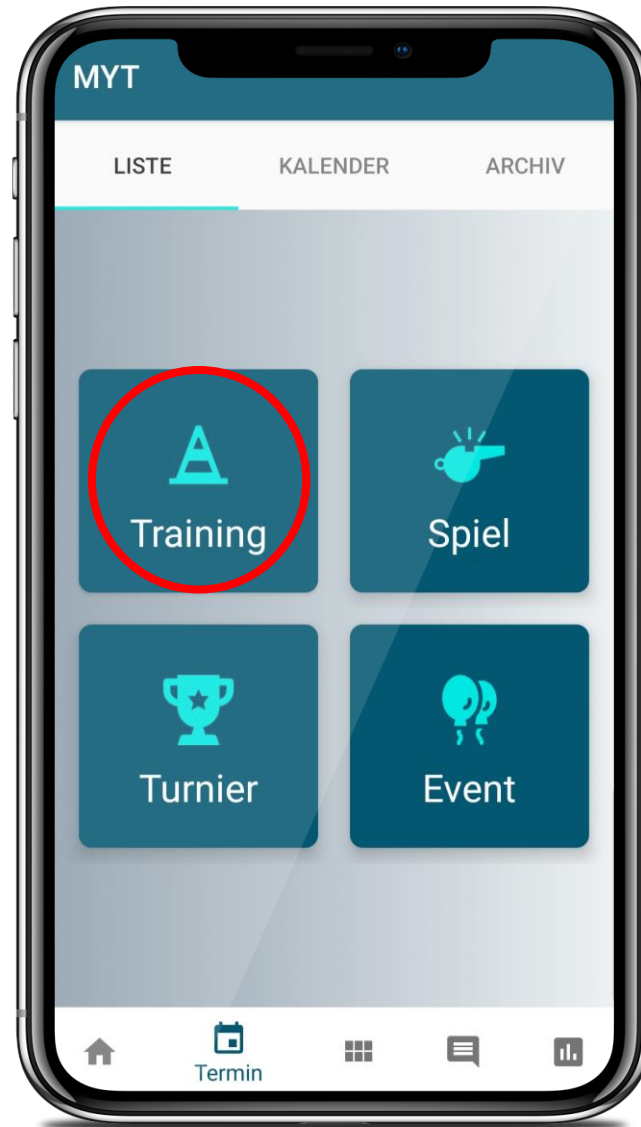 MYT
LISTE KALENDER ARCHIV
Training Spiel
Turnier Event
Termin